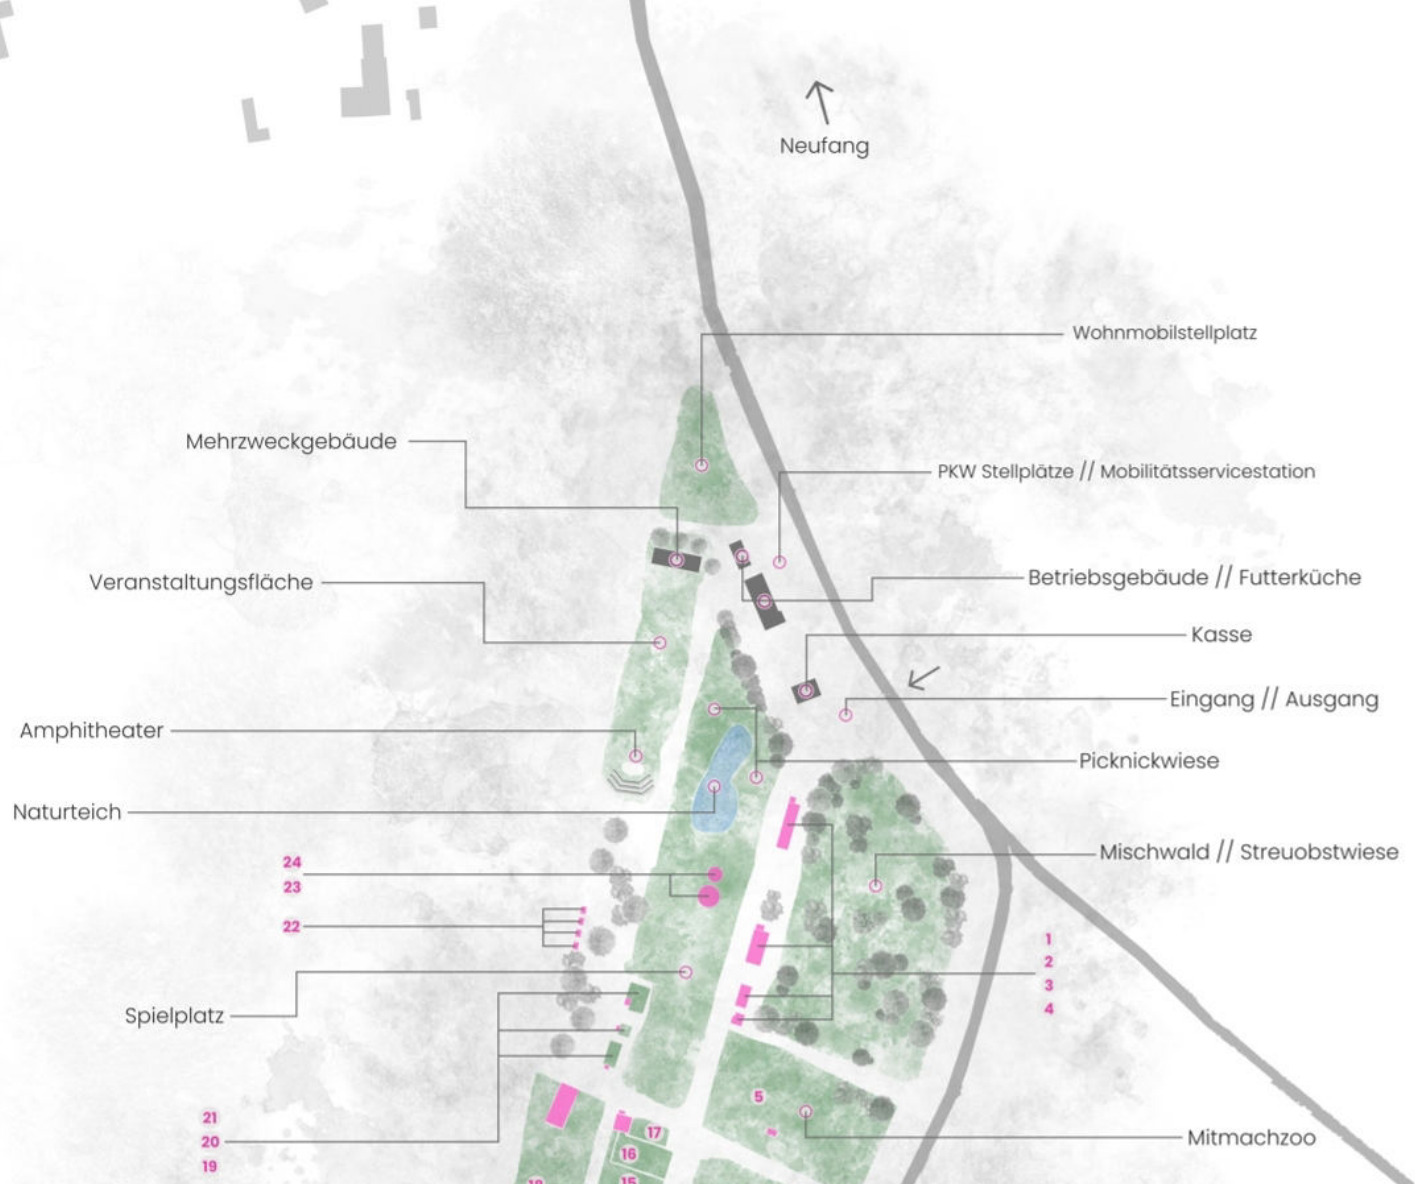 Neufang
Wohnmobilstellplatz
Mehrzweckgebäude
PKW Stellplätze // Mobilitätsservicestation
Veranstaltungsfläche
Betriebsgebäude // Futterküche
Kasse
Eingang // Ausgang
Amphitheater
Picknickwiese
Naturteich
Mischwald // Streuobstwiese
24
23
22
1
2
3
4
Spielplatz
5
21
20
19
17
16
15
18
Mitmachzoo